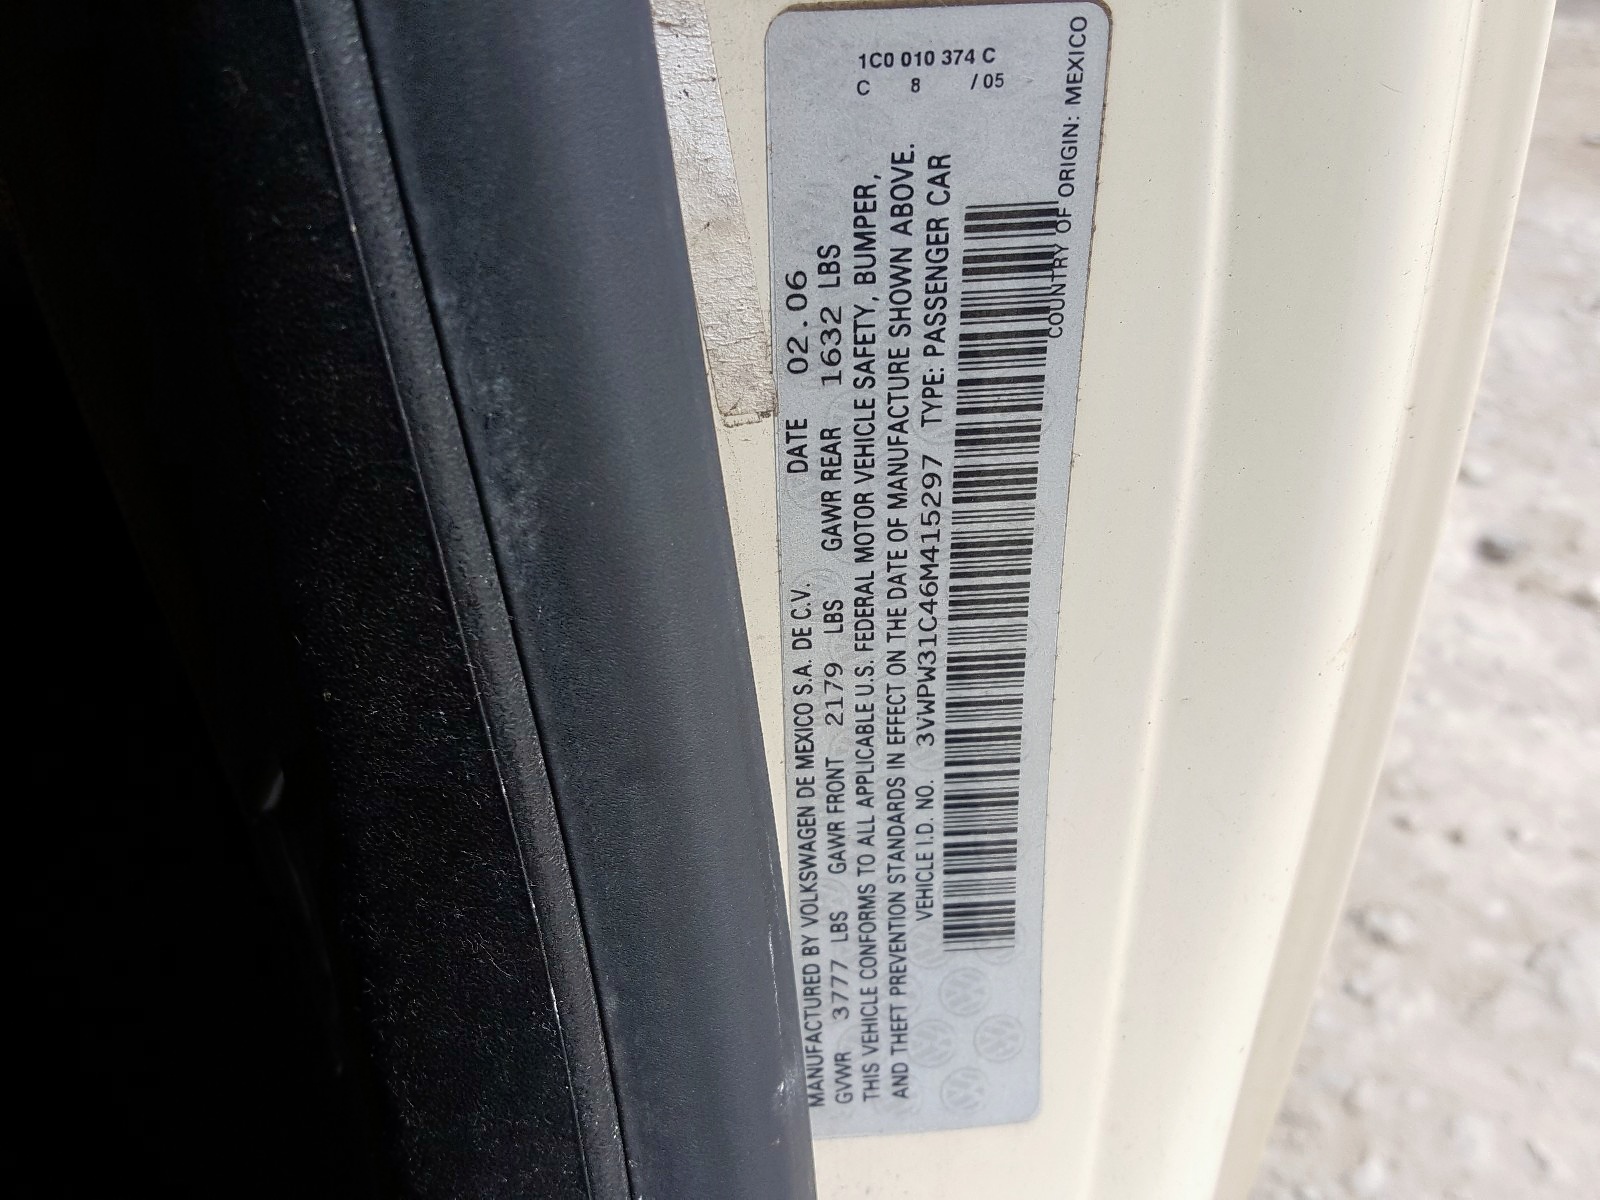 1C0 010 374 C
C 8 / 05
MANUFACTURED BY VOLKSWAGEN DE MEXICO S.A. DE C.V. DATE 02.06
GVWR 3777 LBS GAWR FRONT 2179 LBS GAWR REAR 1632 LBS
THIS VEHICLE CONFORMS TO ALL APPLICABLE U.S. FEDERAL MOTOR VEHICLE SAFETY, BUMPER,
AND THEFT PREVENTION STANDARDS IN EFFECT ON THE DATE OF MANUFACTURE SHOWN ABOVE.
VEHICLE I.D. NO. 3VWPW31C46M415297 TYPE: PASSENGER CAR
COUNTRY OF ORIGIN: MEXICO